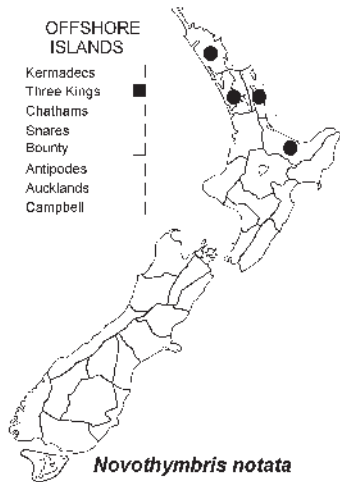 OFFSHORE
ISLANDS
Kermadecs
Three Kings
Chathams
Snares
Bounty
Antipodes
Aucklands
Campbell
Novothymbris notata